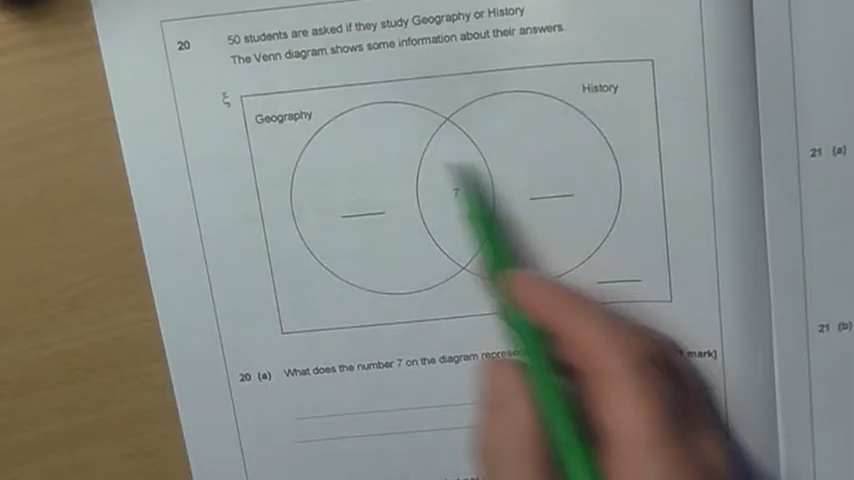 20 50 students are asked if they study Geography or History
The Venn diagram shows some information about their answers.
ξ
Geography
History
7
20 (a) What does the number 7 on the diagram mark]
21 (a)
21 (b)